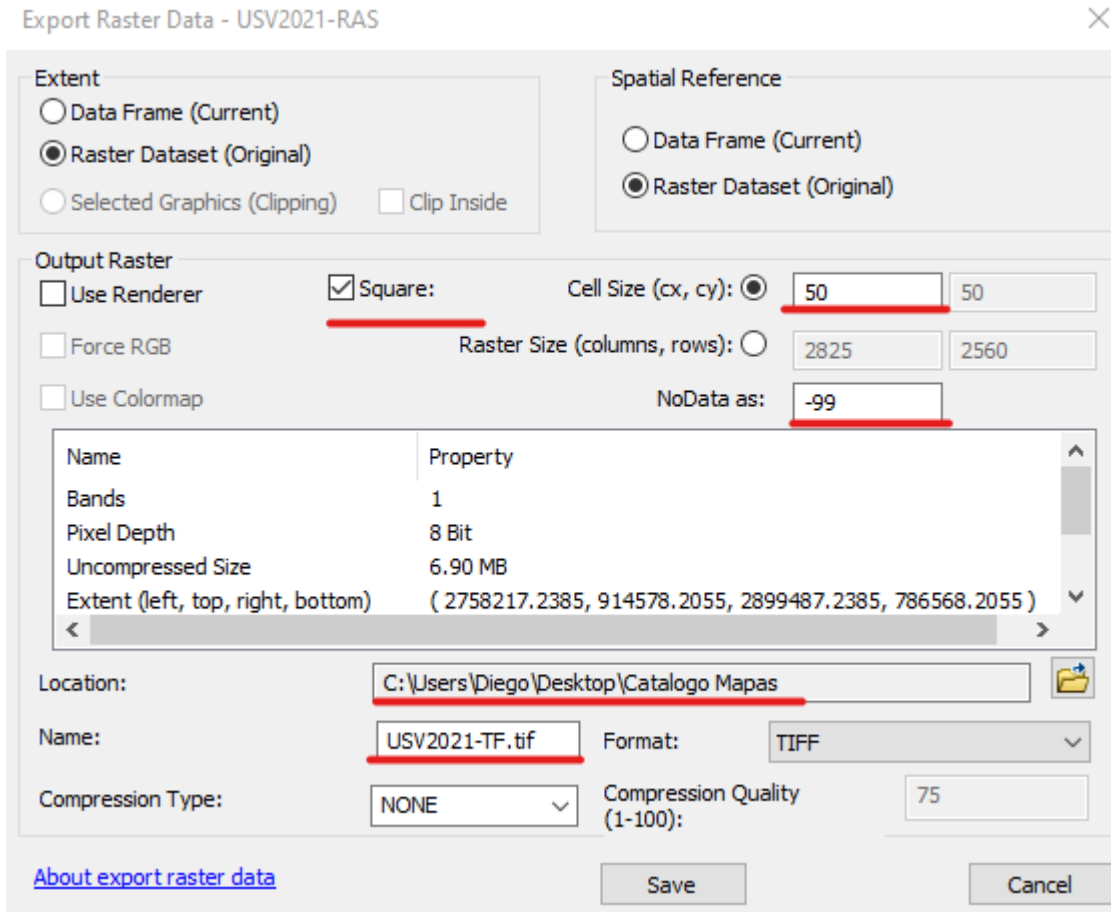 Export Raster Data - USV2021-RAS
Extent
Data Frame (Current)
Raster Dataset (Original)
Selected Graphics (Clipping) Clip Inside
Spatial Reference
Data Frame (Current)
Raster Dataset (Original)
Output Raster
Use Renderer Square: Cell Size (cx, cy): 50 50
Force RGB Raster Size (columns, rows): 2825 2560
Use Colormap NoData as: -99
Name Property
Bands 1
Pixel Depth 8 Bit
Uncompressed Size 6.90 MB
Extent (left, top, right, bottom) ( 2758217.2385, 914578.2055, 2899487.2385, 786568.2055 )
Location: C:\Users\Diego\Desktop\Catalogo Mapas
Name: USV2021-TF.tif Format: TIFF
Compression Type: NONE Compression Quality
(1-100): 75
About export raster data Save Cancel